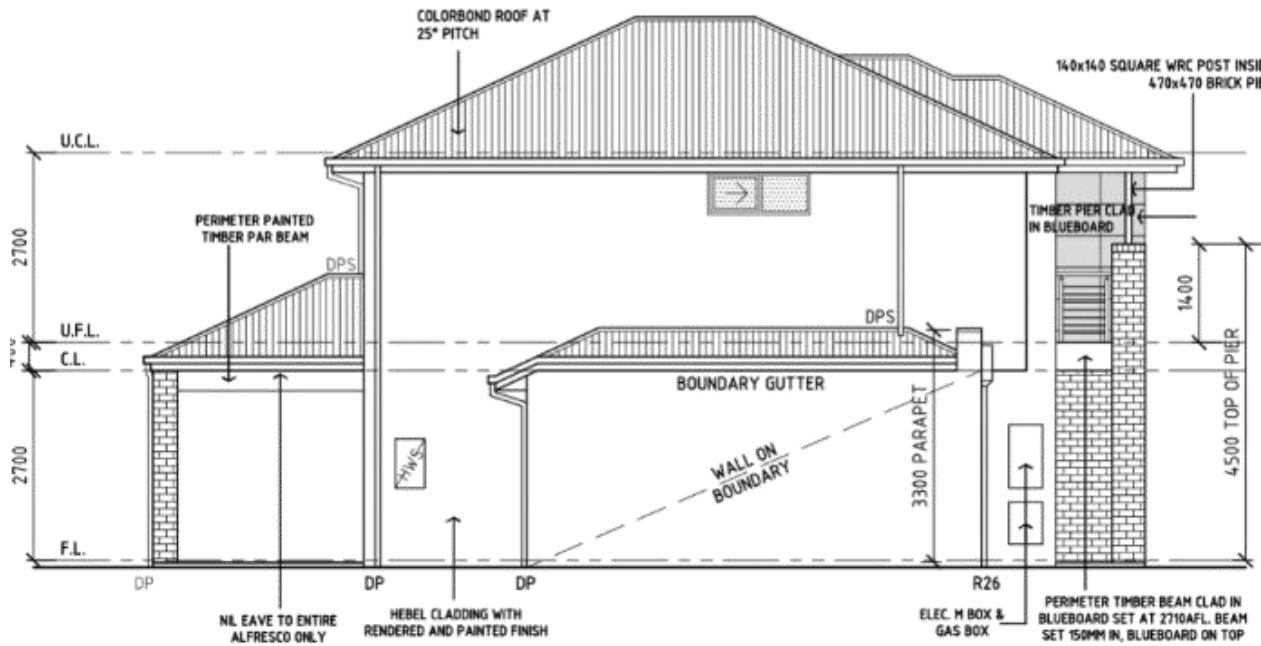 COLORBOND ROOF AT
25° PITCH
140x140 SQUARE WRC POST
470x470 BRICK
U.C.L.
PERIMETER PAINTED
TIMBER PAR BEAM
TIMBER PIER CLAD
IN BLUEBOARD
2700
DPS
1400
U.F.L.
DPS
C.L.
BOUNDARY GUTTER
2700
HWS
WALL ON
BOUNDARY
3300 PARAPET
4500 TOP OF PIER
F.L.
DP
DP
DP
R26
NIL EAVE TO ENTIRE
ALFRESCO ONLY
HEBEL CLADDING WITH
RENDERED AND PAINTED FINISH
ELEC. M BOX &
GAS BOX
PERIMETER TIMBER BEAM CLAD IN
BLUEBOARD SET AT 2710AFL. BEAM
SET 150MM IN, BLUEBOARD ON TOP